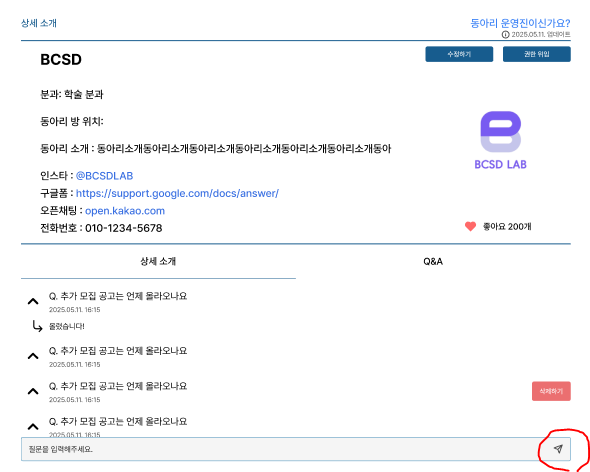 상세 소개
동아리 운영진이신가요?
2025.05.11. 업데이트
BCSD
수정하기
권한 위임
분과: 학술 분과
동아리 방 위치:
동아리 소개 : 동아리소개동아리소개동아리소개동아리소개동아리소개동아리소개동아
BCSD LAB
인스타 : @BCSDLAB
구글폼 : https://support.google.com/docs/answer/
오픈채팅 : open.kakao.com
전화번호 : 010-1234-5678
좋아요 200개
상세 소개
Q&A
Q. 추가 모집 공고는 언제 올라오나요
2025.05.11. 16:15
올렸습니다!
Q. 추가 모집 공고는 언제 올라오나요
2025.05.11. 16:15
Q. 추가 모집 공고는 언제 올라오나요
2025.05.11. 16:15
삭제하기
Q. 추가 모집 공고는 언제 올라오나요
2025.05.11. 16:15
질문을 입력해주세요.